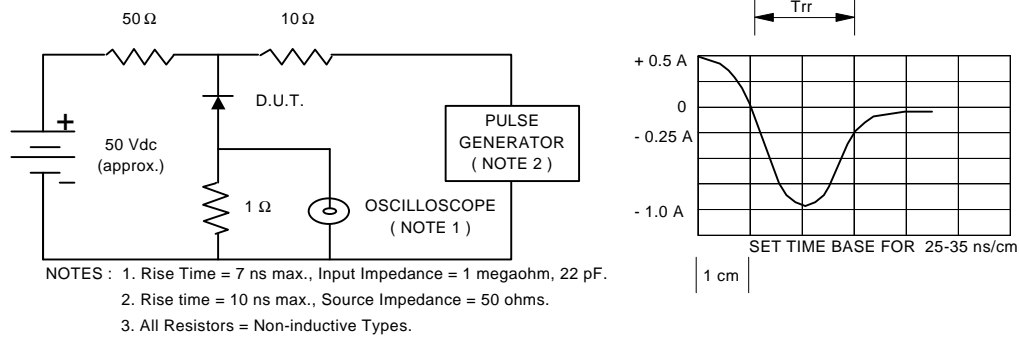 50 Ω
10 Ω
D.U.T.
+
50 Vdc
(approx.)
−
1 Ω
OSCILLOSCOPE
( NOTE 1 )
PULSE
GENERATOR
( NOTE 2 )
NOTES : 1. Rise Time = 7 ns max., Input Impedance = 1 megaohm, 22 pF.
2. Rise time = 10 ns max., Source Impedance = 50 ohms.
3. All Resistors = Non-inductive Types.
Trr
+ 0.5 A
0
- 0.25 A
- 1.0 A
SET TIME BASE FOR 25-35 ns/cm
1 cm